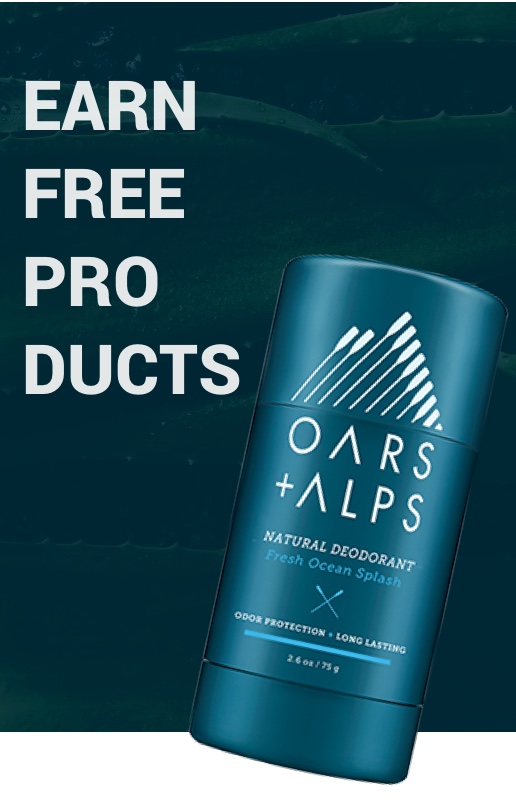 EARN
FREE
PRO
DUCTS
OARS
+ALPS
NATURAL DEODORANT
Fresh Ocean Splash
ODOR PROTECTION + LONG LASTING
2.6 oz / 75 g